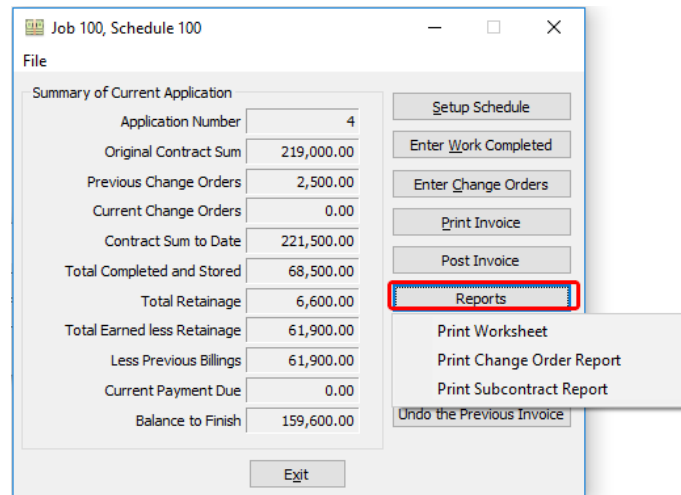 Job 100, Schedule 100
File
Summary of Current Application
Application Number 4
Original Contract Sum 219,000.00
Previous Change Orders 2,500.00
Current Change Orders 0.00
Contract Sum to Date 221,500.00
Total Completed and Stored 68,500.00
Total Retainage 6,600.00
Total Earned less Retainage 61,900.00
Less Previous Billings 61,900.00
Current Payment Due 0.00
Balance to Finish 159,600.00
Setup Schedule
Enter Work Completed
Enter Change Orders
Print Invoice
Post Invoice
Reports
Print Worksheet
Print Change Order Report
Print Subcontract Report
Undo the Previous Invoice
Exit